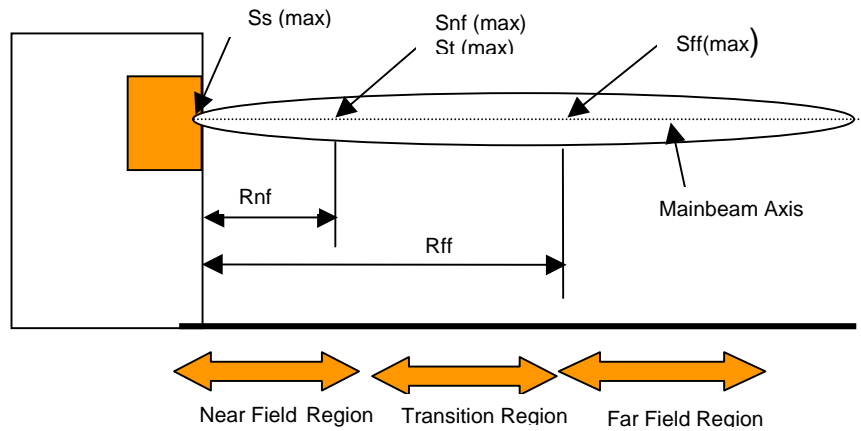 Ss (max)
Snf (max)
St (max)
Sff(max)
Mainbeam Axis
Rnf
Rff
Near Field Region
Transition Region
Far Field Region